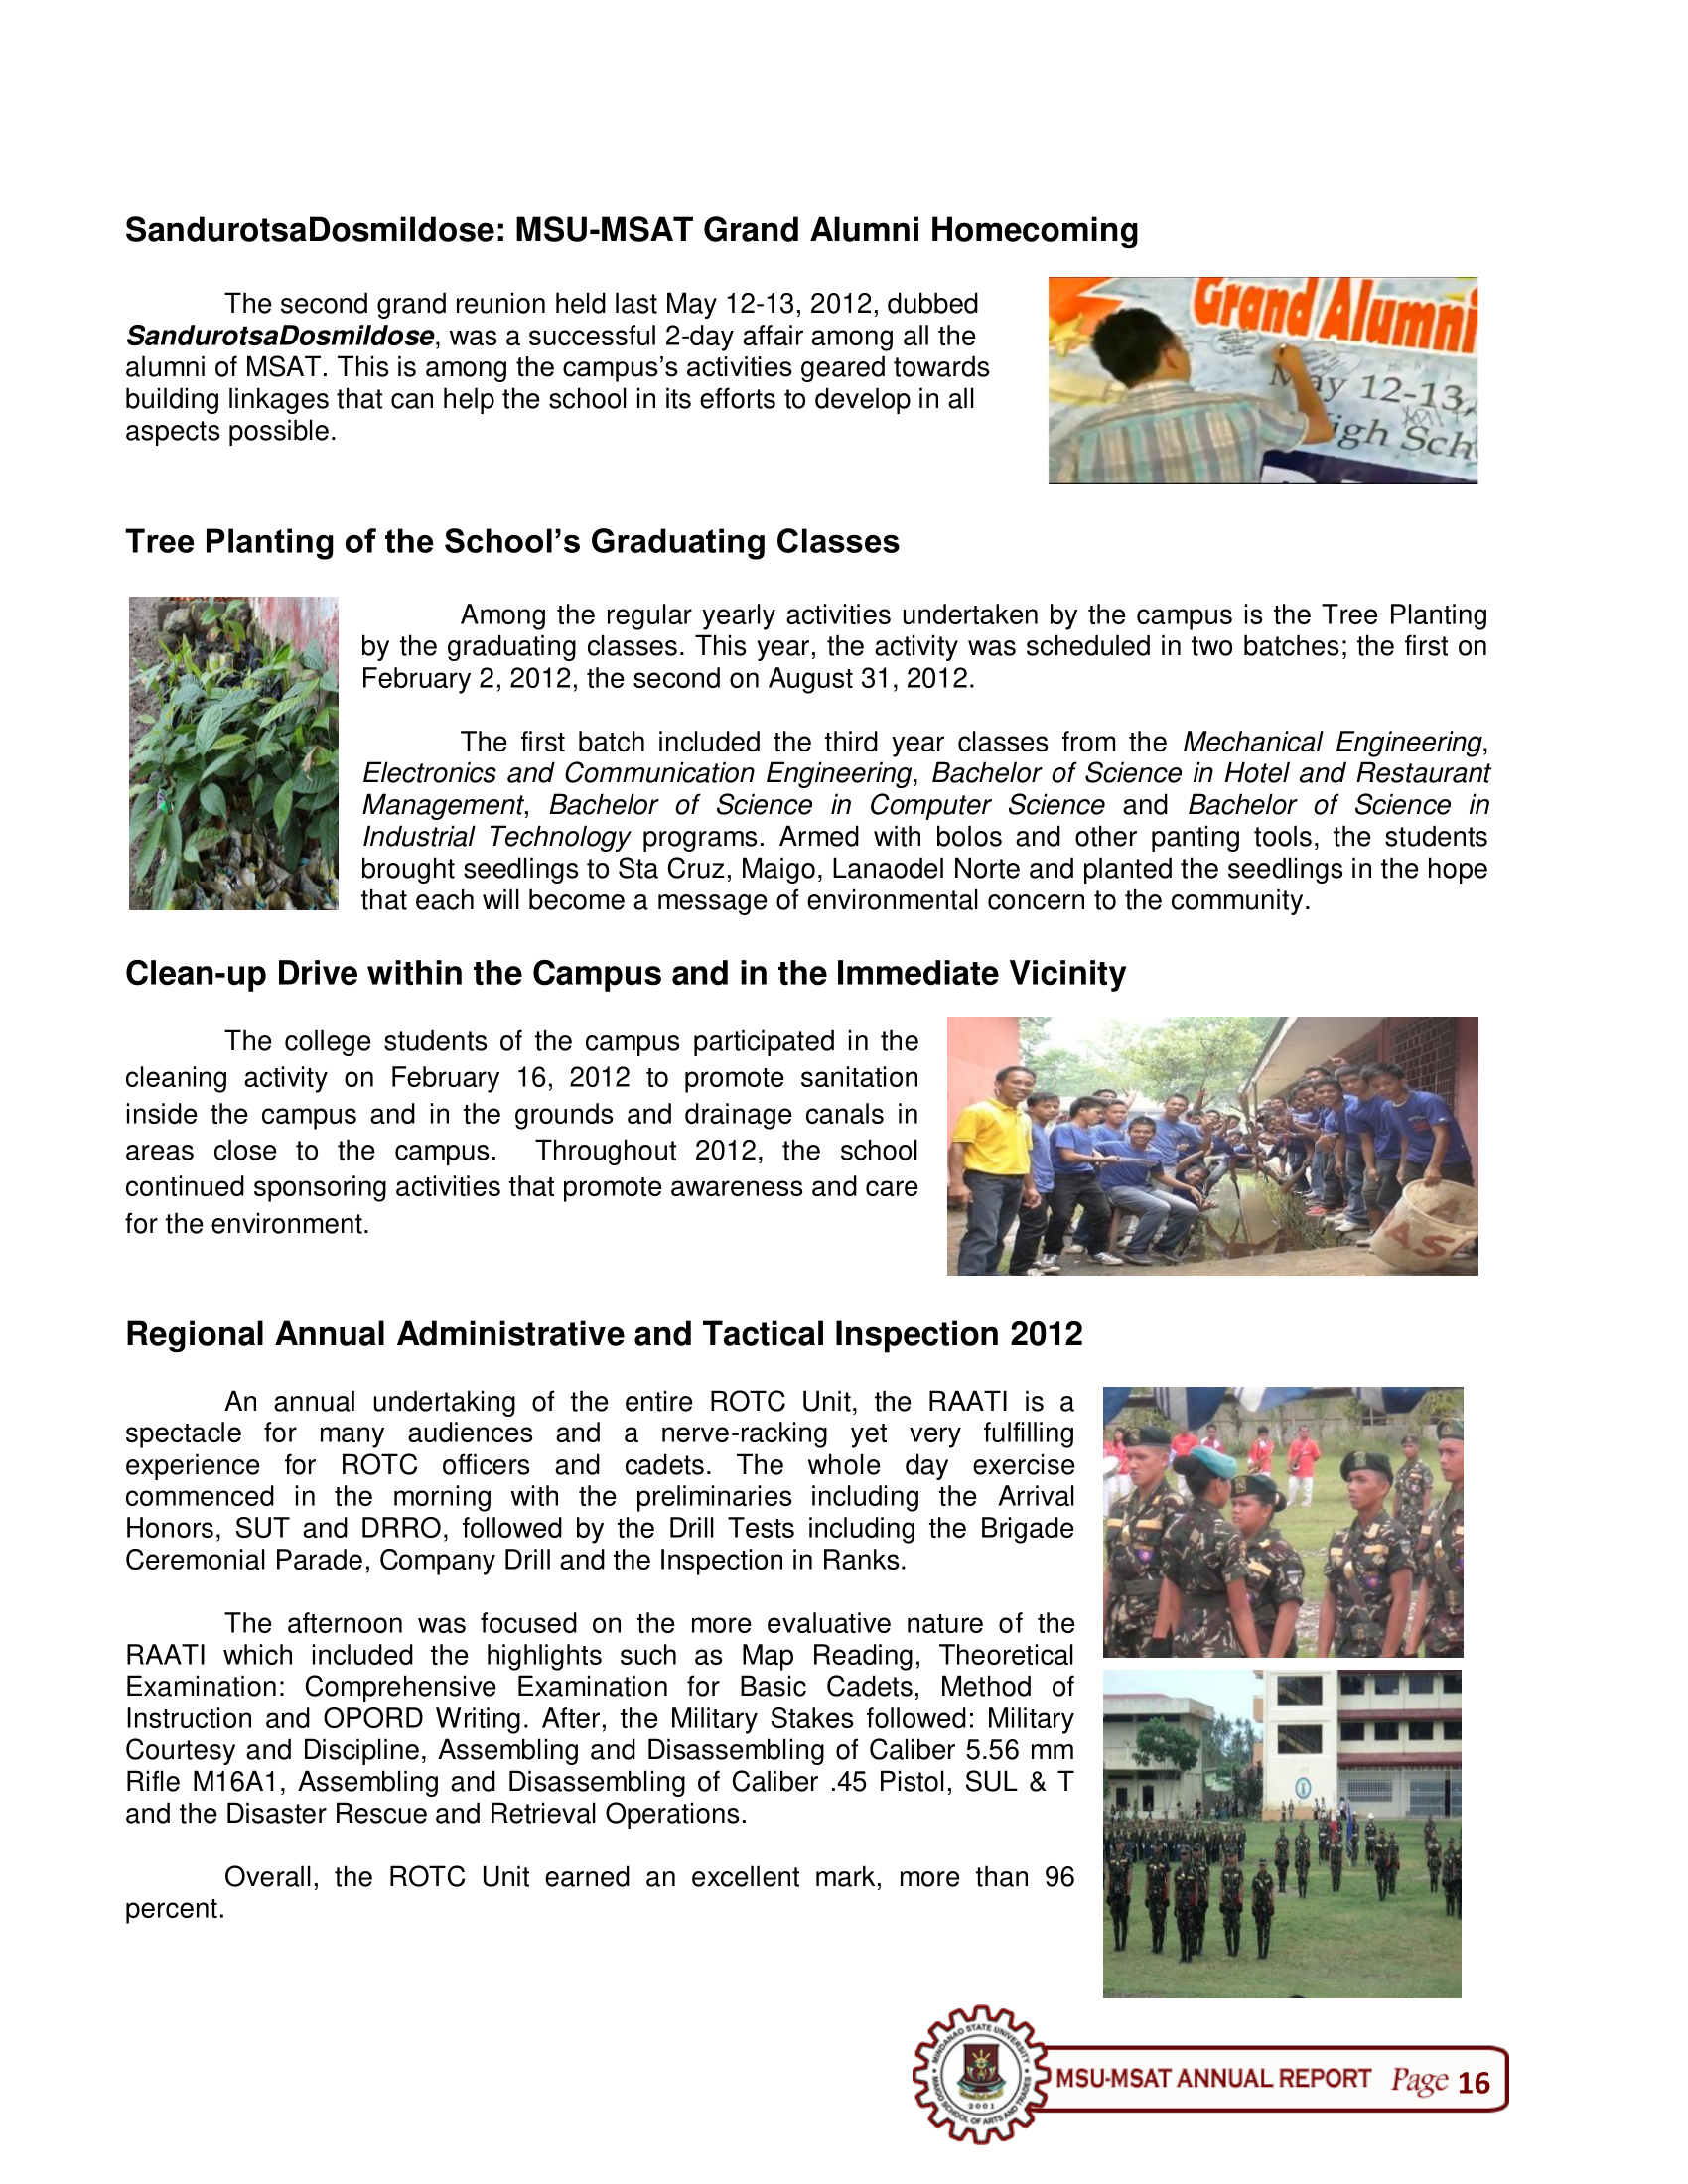 SandurotsaDosmildose: MSU-MSAT Grand Alumni Homecoming
The second grand reunion held last May 12-13, 2012, dubbed
SandurotsaDosmildose, was a successful 2-day affair among all the
alumni of MSAT. This is among the campus’s activities geared towards
building linkages that can help the school in its efforts to develop in all
aspects possible.
Grand Alumni
May 12-13,
igh Sch
Tree Planting of the School’s Graduating Classes
Among the regular yearly activities undertaken by the campus is the Tree Planting
by the graduating classes. This year, the activity was scheduled in two batches; the first on
February 2, 2012, the second on August 31, 2012.
The first batch included the third year classes from the Mechanical Engineering,
Electronics and Communication Engineering, Bachelor of Science in Hotel and Restaurant
Management, Bachelor of Science in Computer Science and Bachelor of Science in
Industrial Technology programs. Armed with bolos and other panting tools, the students
brought seedlings to Sta Cruz, Maigo, Lanaodel Norte and planted the seedlings in the hope
that each will become a message of environmental concern to the community.
Clean-up Drive within the Campus and in the Immediate Vicinity
The college students of the campus participated in the
cleaning activity on February 16, 2012 to promote sanitation
inside the campus and in the grounds and drainage canals in
areas close to the campus. Throughout 2012, the school
continued sponsoring activities that promote awareness and care
for the environment.
Regional Annual Administrative and Tactical Inspection 2012
An annual undertaking of the entire ROTC Unit, the RAATI is a
spectacle for many audiences and a nerve-racking yet very fulfilling
experience for ROTC officers and cadets. The whole day exercise
commenced in the morning with the preliminaries including the Arrival
Honors, SUT and DRRO, followed by the Drill Tests including the Brigade
Ceremonial Parade, Company Drill and the Inspection in Ranks.
The afternoon was focused on the more evaluative nature of the
RAATI which included the highlights such as Map Reading, Theoretical
Examination: Comprehensive Examination for Basic Cadets, Method of
Instruction and OPORD Writing. After, the Military Stakes followed: Military
Courtesy and Discipline, Assembling and Disassembling of Caliber 5.56 mm
Rifle M16A1, Assembling and Disassembling of Caliber .45 Pistol, SUL & T
and the Disaster Rescue and Retrieval Operations.
Overall, the ROTC Unit earned an excellent mark, more than 96
percent.
MINDANAO STATE UNIVERSITY
MAIGO SCHOOL OF ARTS AND TRADES
2001
MSU-MSAT ANNUAL REPORT Page 16